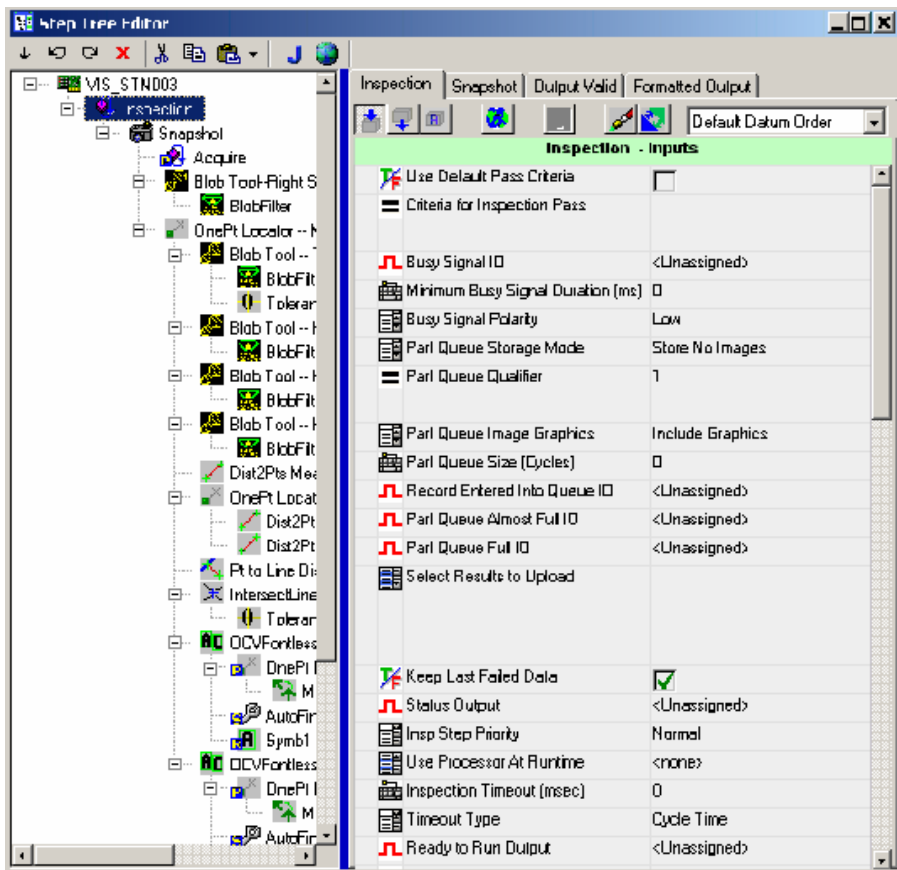 Step Tree Editor
VIS_STND03
Inspection
Snapshot
Acquire
Blob Tool-Right S
BlobFilter
OnePt Locator -- M
Blob Tool -- T
BlobFilt
Toleran
Blob Tool -- H
BlobFilt
Blob Tool -- H
BlobFilt
Blob Tool -- H
BlobFilt
Dist2Pts Mea
OnePt Locat
Dist2Pt
Dist2Pt
Pt to Line Di
IntersectLine
Toleran
OCVFontless
OnePt
M
AutoFin
Symb1
OCVFontless
OnePt
M
AutoFin
Inspection Snapshot Output Valid Formatted Output
Default Datum Order
Inspection - Inputs
Use Default Pass Criteria
Criteria for Inspection Pass
Busy Signal IO <Unassigned>
Minimum Busy Signal Duration (ms) 0
Busy Signal Polarity Low
Part Queue Storage Mode Store No Images
Part Queue Qualifier 1
Part Queue Image Graphics Include Graphics
Part Queue Size (Cycles) 0
Record Entered Into Queue IO <Unassigned>
Part Queue Almost Full IO <Unassigned>
Part Queue Full IO <Unassigned>
Select Results to Upload
Keep Last Failed Data
Status Output <Unassigned>
Insp Step Priority Normal
Use Processor At Runtime <none>
Inspection Timeout (msec) 0
Timeout Type Cycle Time
Ready to Run Output <Unassigned>